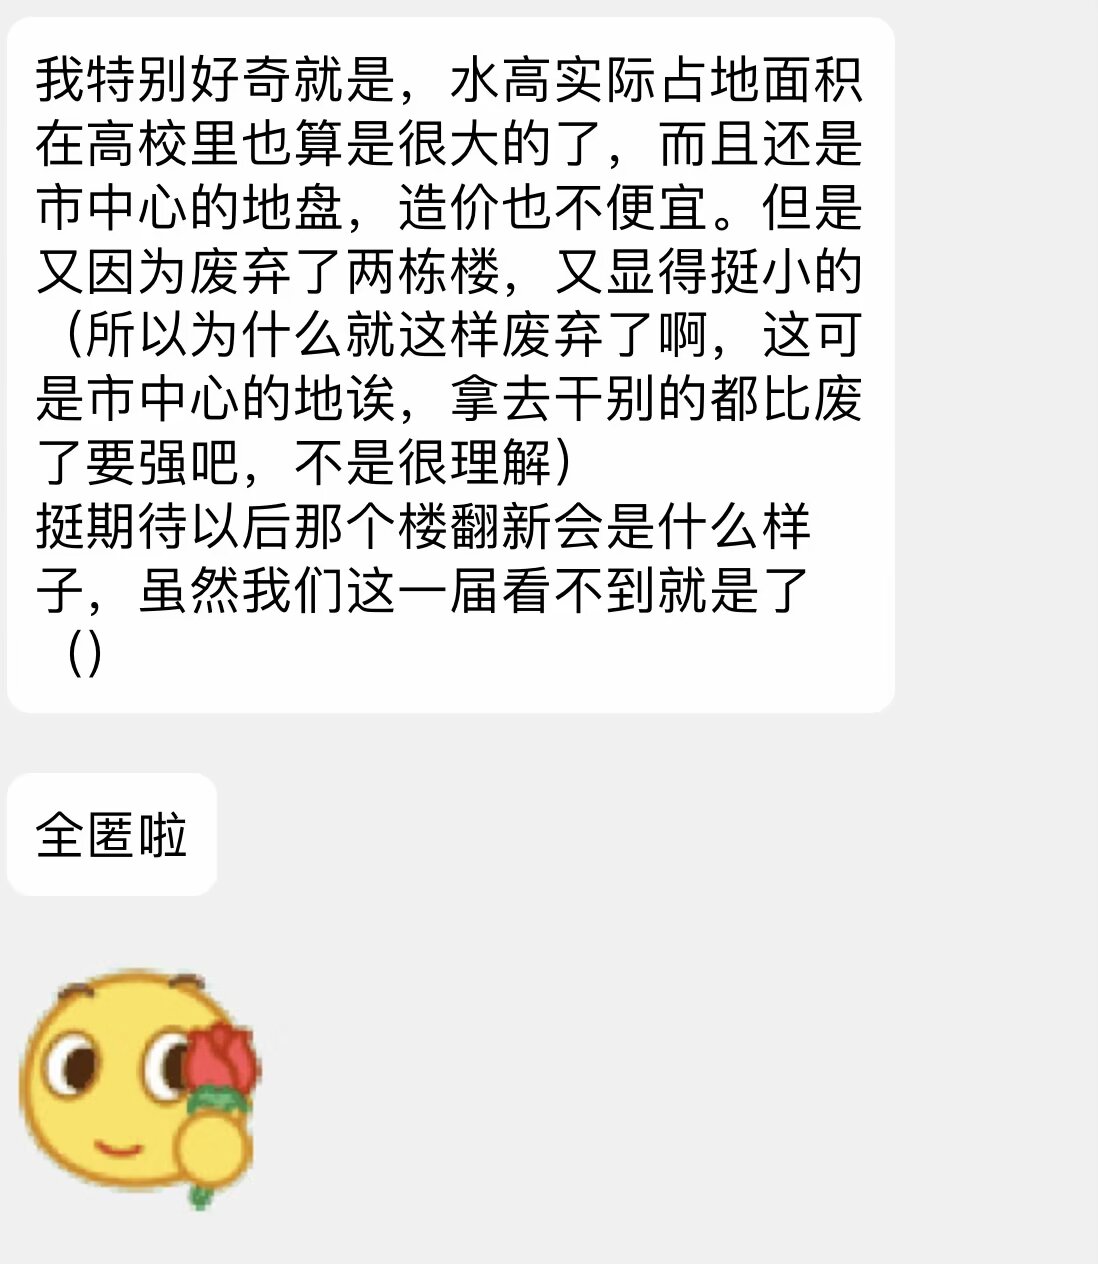 我特别好奇就是，水高实际占地面积
在高校里也算是很大的了，而且还是
市中心的地盘，造价也不便宜。但是
又因为废弃了两栋楼，又显得挺小的
（所以为什么就这样废弃了啊，这可
是市中心的地诶，拿去干别的都比废
了要强吧，不是很理解）
挺期待以后那个楼翻新会是什么样
子，虽然我们这一届看不到就是了
（）
全匿啦